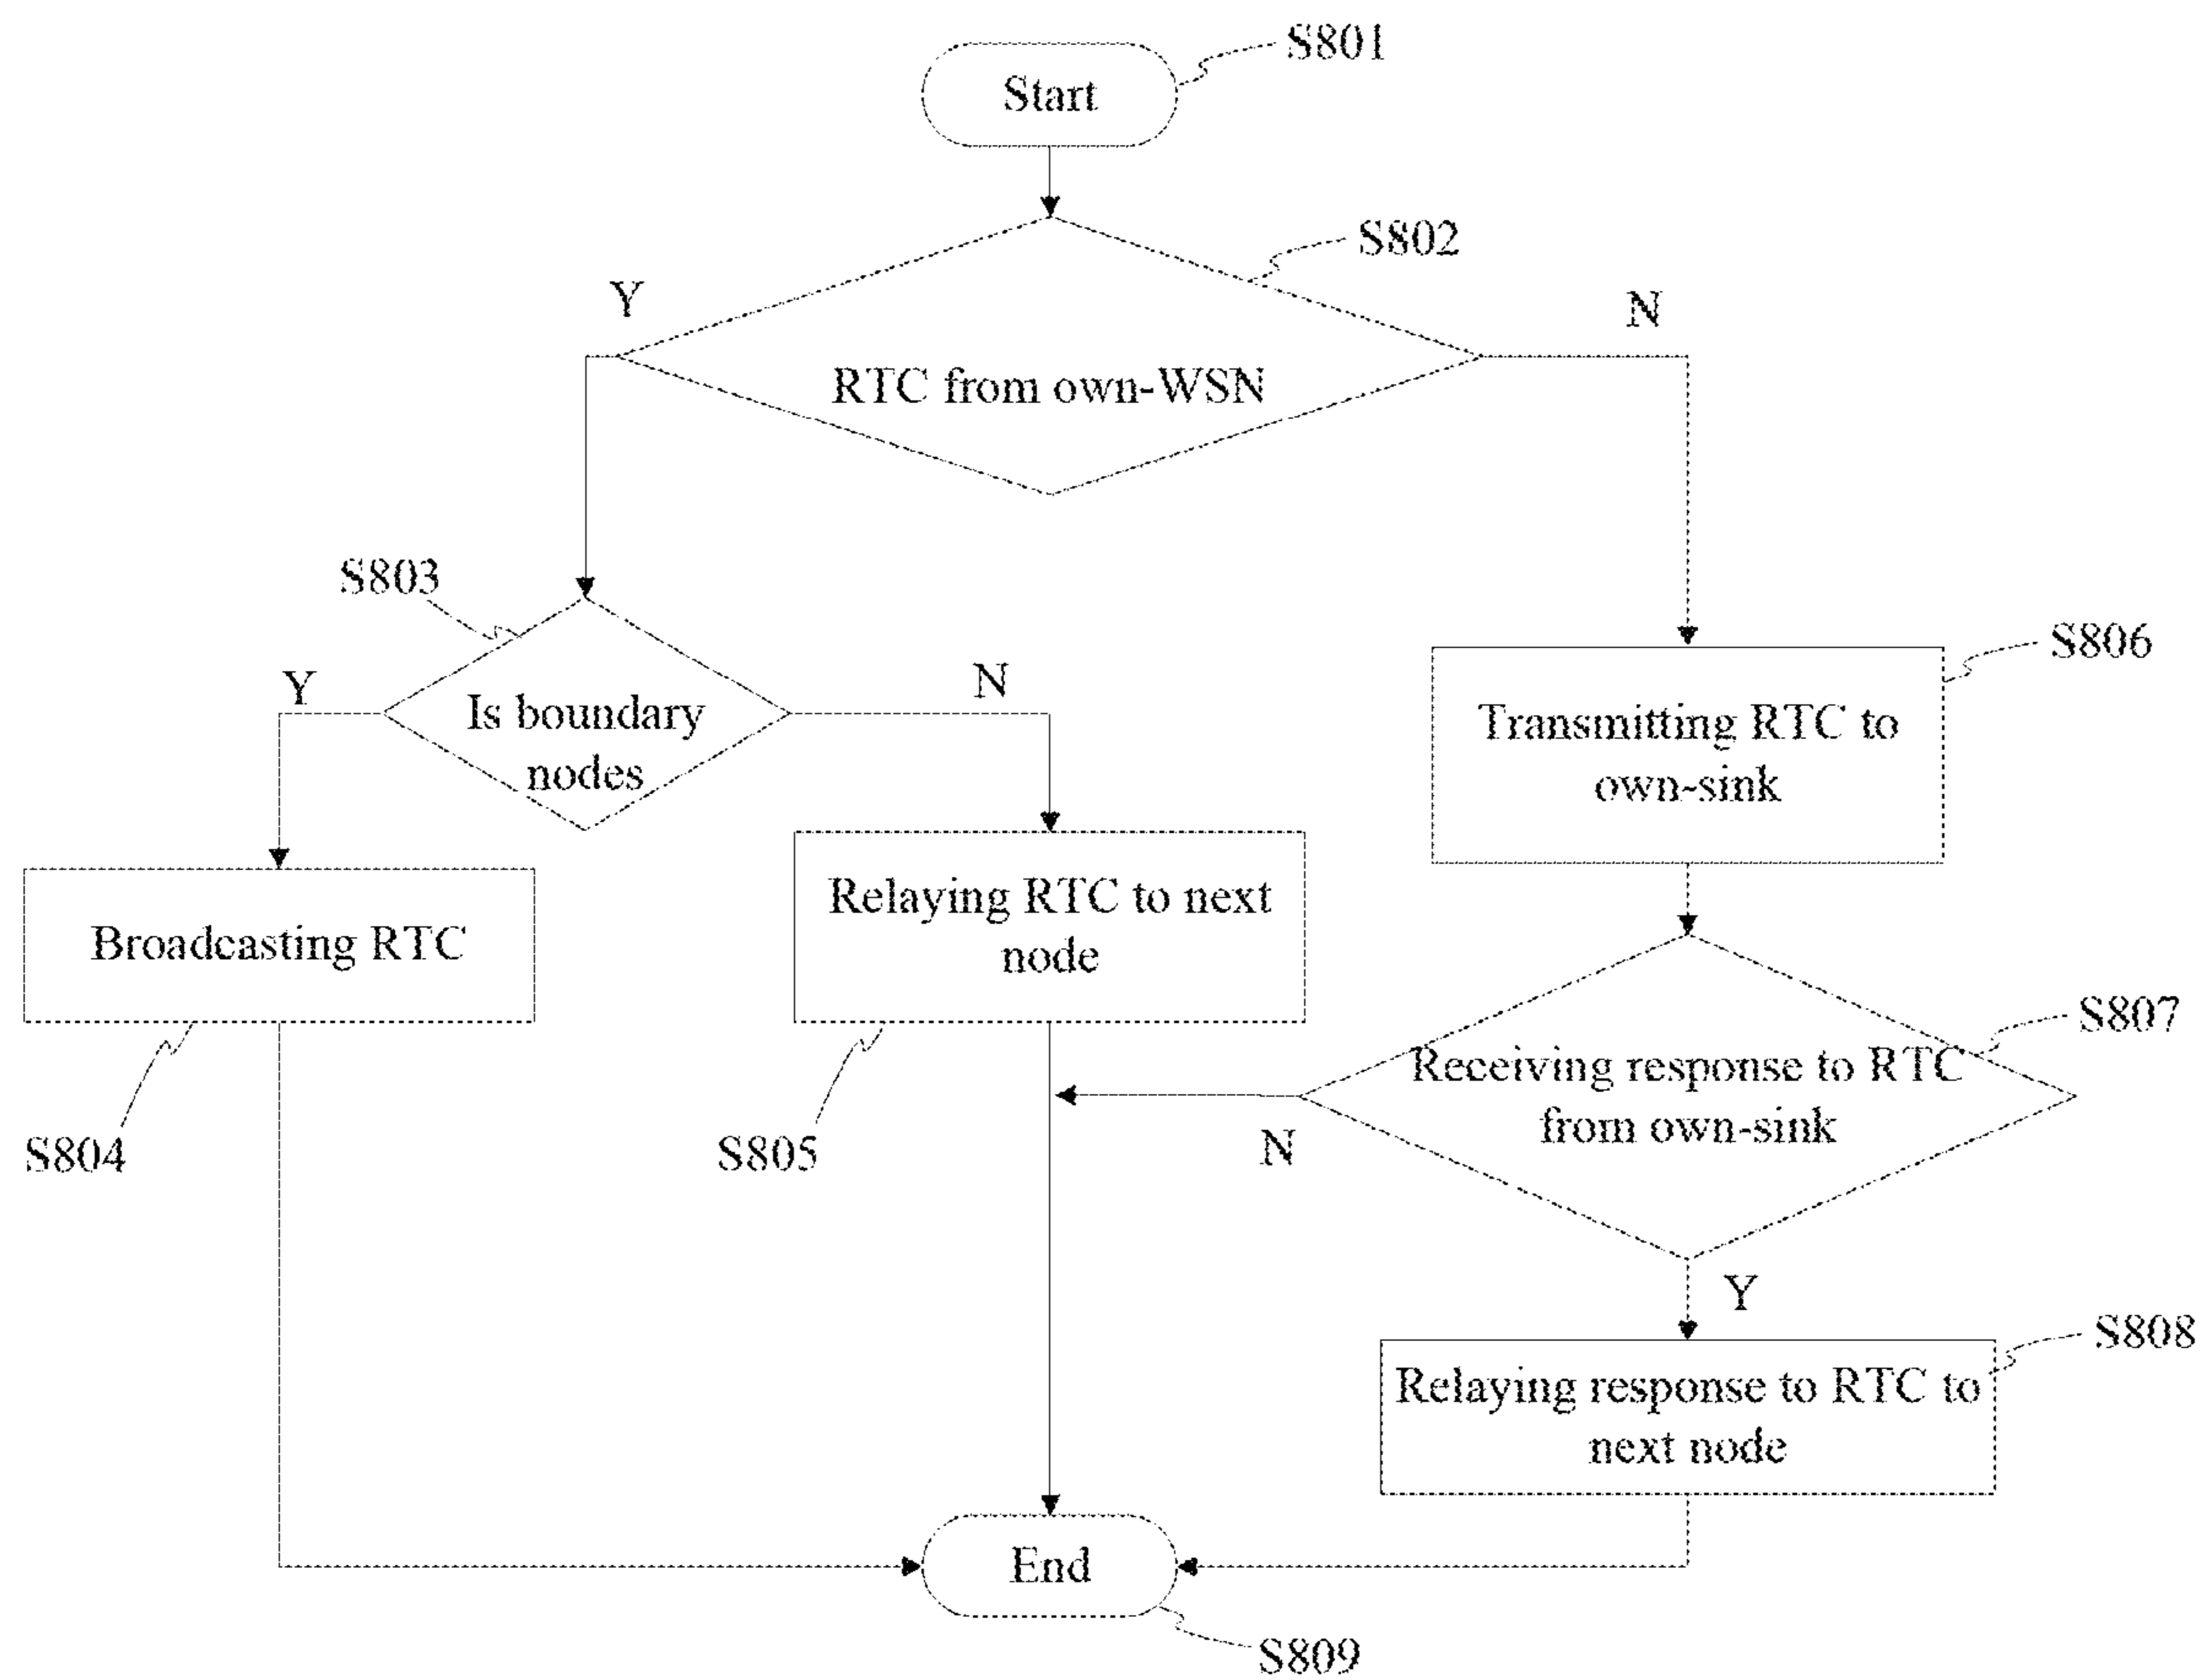 S801
Start
S802
Y
N
RTC from own-WSN
S803
Y
N
Is boundary
nodes
S806
Transmitting RTC to
own-sink
Relaying RTC to next
node
Broadcasting RTC
S807
Receiving response to RTC
from own-sink
N
S804
S805
Y
S808
Relaying response to RTC to
next node
End
S809